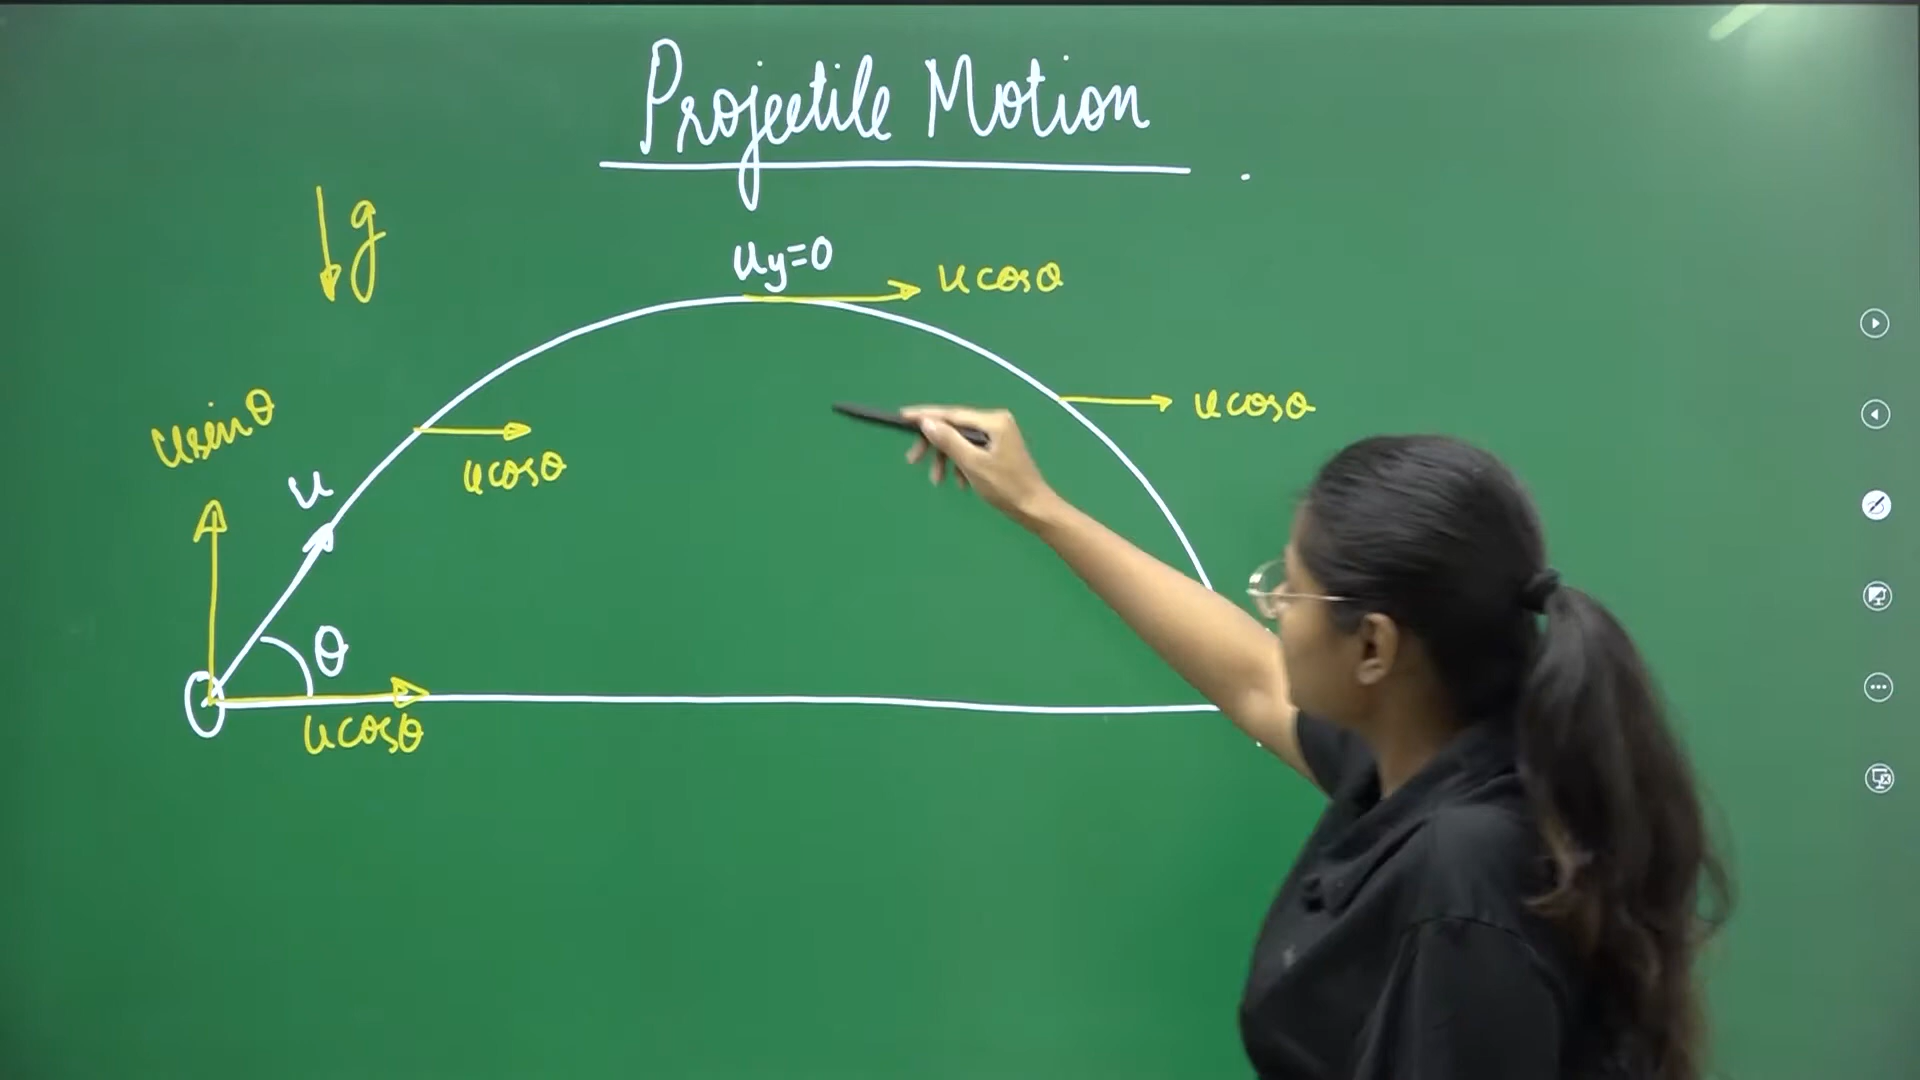 Projectile Motion
g
uy=0
u cosθ
u cosθ
u sinθ
u
u cosθ
θ
u cosθ